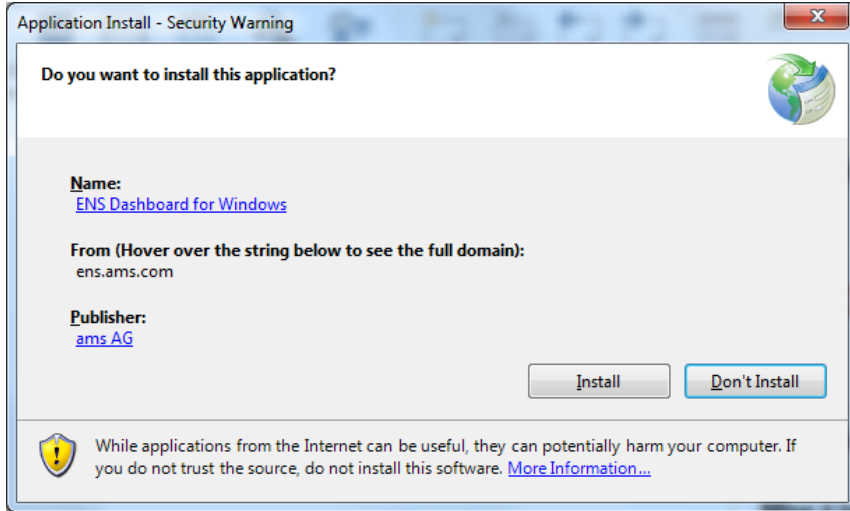 Application Install - Security Warning
Do you want to install this application?
Name:
ENS Dashboard for Windows
From (Hover over the string below to see the full domain):
ens.ams.com
Publisher:
ams AG
Install
Don't Install
While applications from the Internet can be useful, they can potentially harm your computer. If
you do not trust the source, do not install this software. More Information...